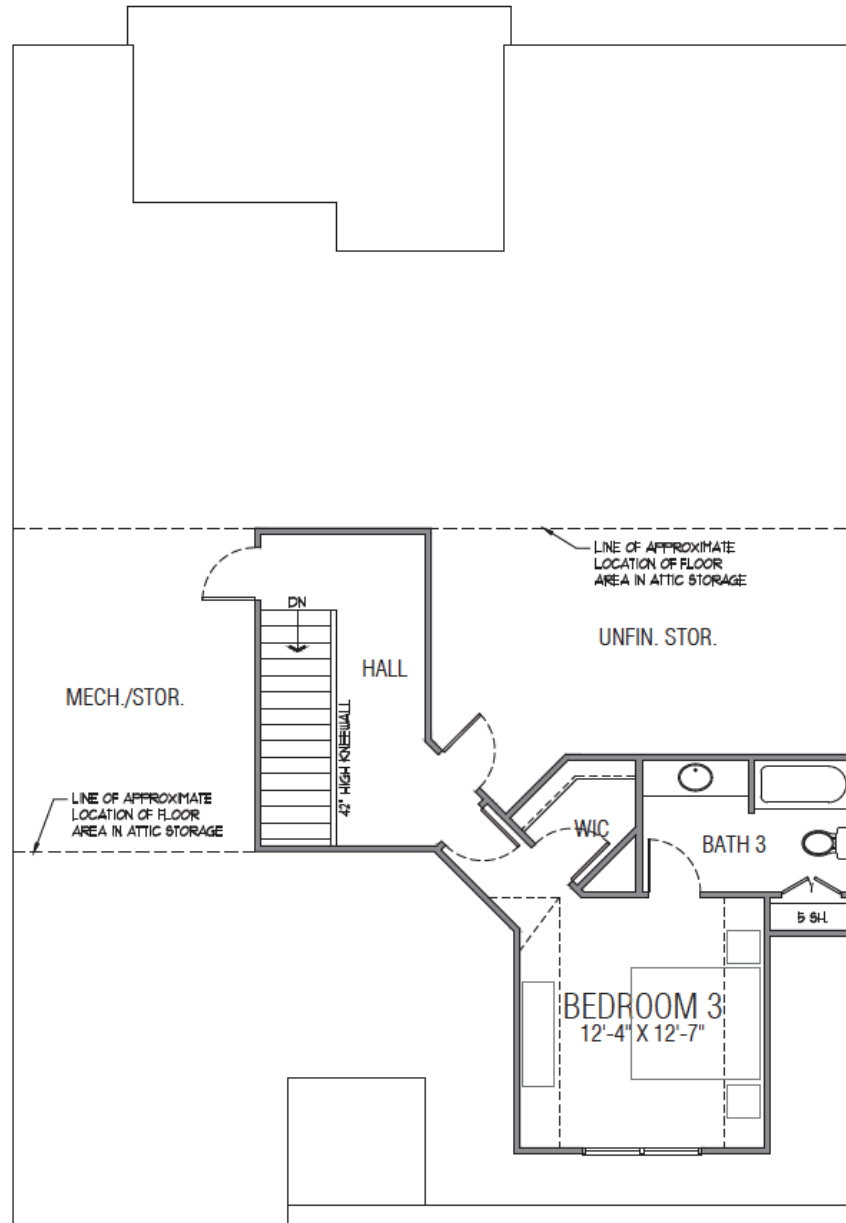 LINE OF APPROXIMATE
LOCATION OF FLOOR
AREA IN ATTIC STORAGE
DN
UNFIN. STOR.
HALL
MECH./STOR.
42" HIGH KNEEWALL
LINE OF APPROXIMATE
LOCATION OF FLOOR
AREA IN ATTIC STORAGE
WIC
BATH 3
5 SH.
BEDROOM 3
12'-4" X 12'-7"